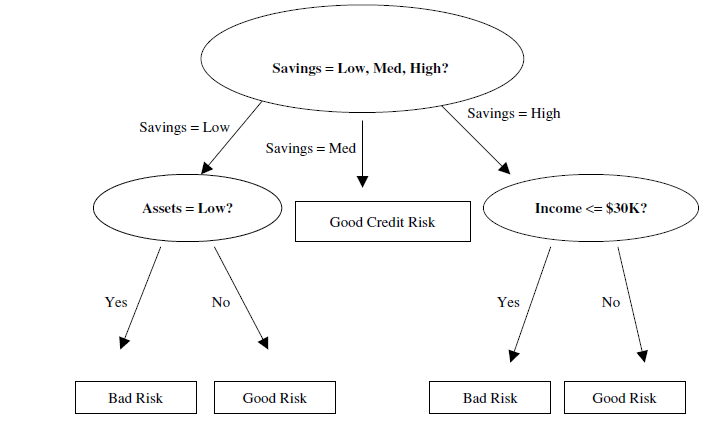 Savings = Low, Med, High?
Savings = Low
Savings = Med
Savings = High
Assets = Low?
Good Credit Risk
Income <= $30K?
Yes
No
Yes
No
Bad Risk
Good Risk
Bad Risk
Good Risk